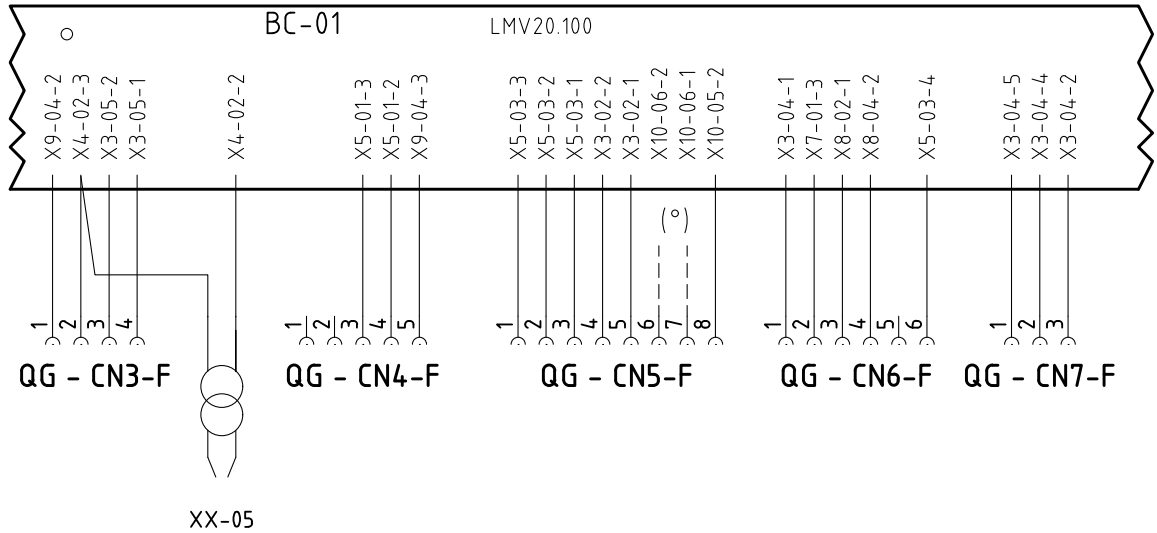 BC-01 LMV20.100
X9-04-2 X4-02-3 X3-05-2 X3-05-1 X4-02-2 X5-01-3 X5-01-2 X9-04-3 X5-03-3 X5-03-2 X5-03-1 X3-02-2 X3-02-1 X10-06-2 X10-06-1 X10-05-2 X3-04-1 X7-01-3 X8-02-1 X8-04-2 X5-03-4 X3-04-5 X3-04-4 X3-04-2
(°)
1 2 3 4 1 2 3 4 5 1 2 3 4 5 6 7 8 1 2 3 4 5 6 1 2 3
QG - CN3-F QG - CN4-F QG - CN5-F QG - CN6-F QG - CN7-F
XX-05